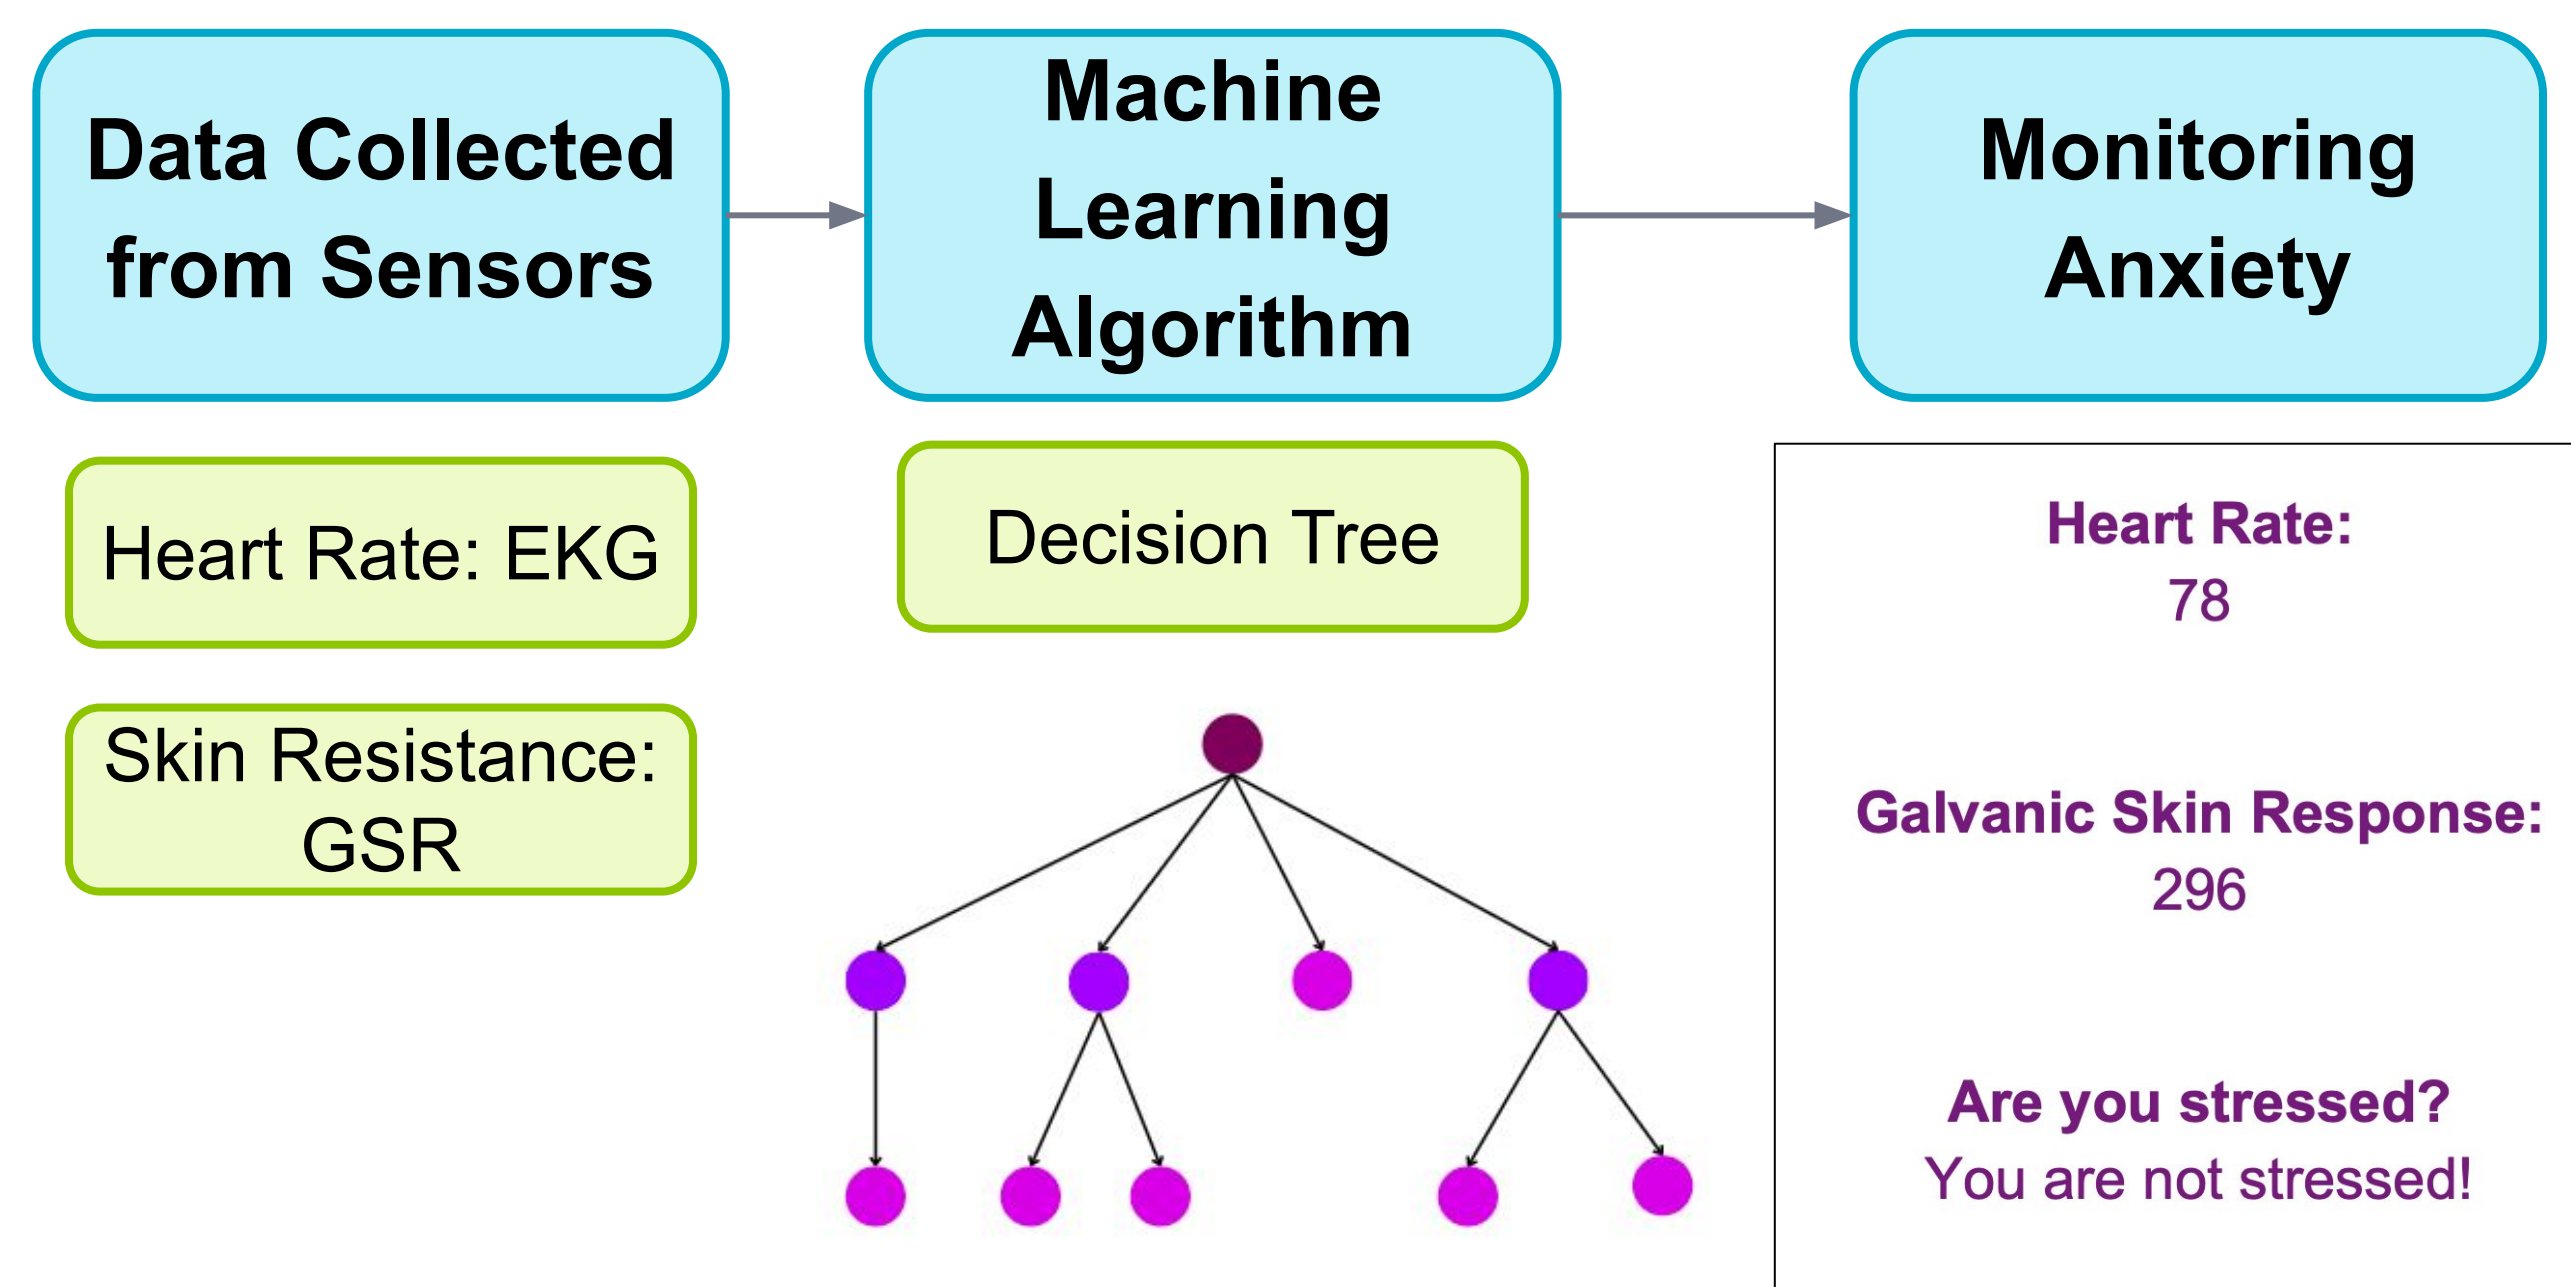 Data Collected
from Sensors
Machine
Learning
Algorithm
Monitoring
Anxiety
Heart Rate: EKG
Skin Resistance:
GSR
Decision Tree
Heart Rate:
78
Galvanic Skin Response:
296
Are you stressed?
You are not stressed!